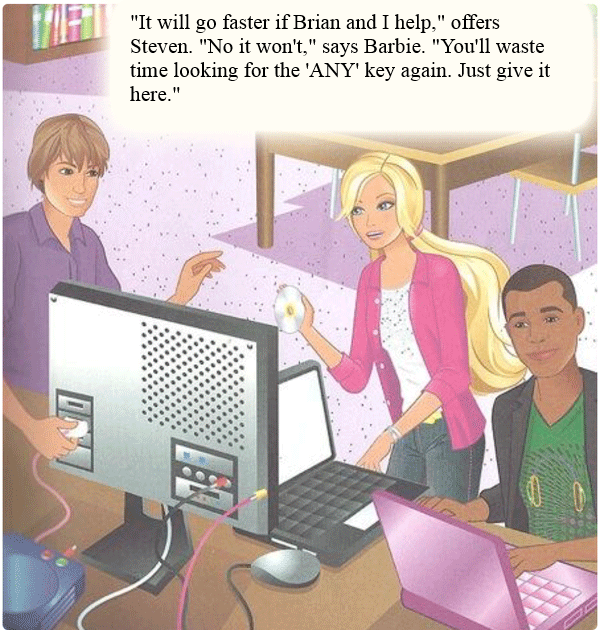 "It will go faster if Brian and I help," offers
Steven. "No it won't," says Barbie. "You'll waste
time looking for the 'ANY' key again. Just give it
here."